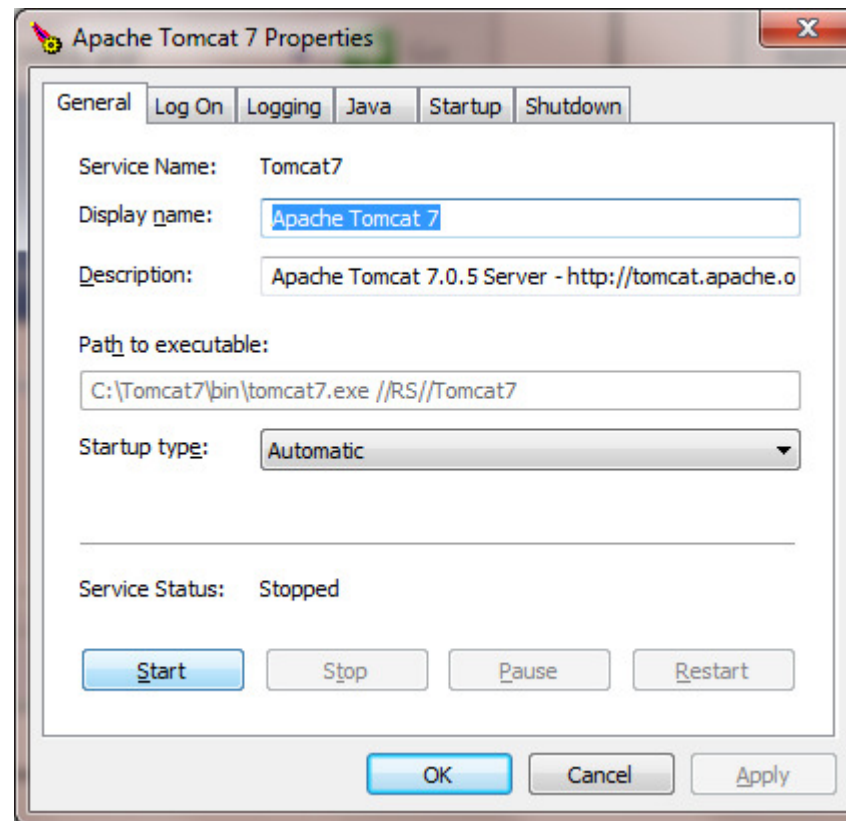 Apache Tomcat 7 Properties
General Log On Logging Java Startup Shutdown
Service Name: Tomcat7
Display name: Apache Tomcat 7
Description: Apache Tomcat 7.0.5 Server - http://tomcat.apache.o
Path to executable:
C:\Tomcat7\bin\tomcat7.exe //RS//Tomcat7
Startup type: Automatic
Service Status: Stopped
Start Stop Pause Restart
OK Cancel Apply